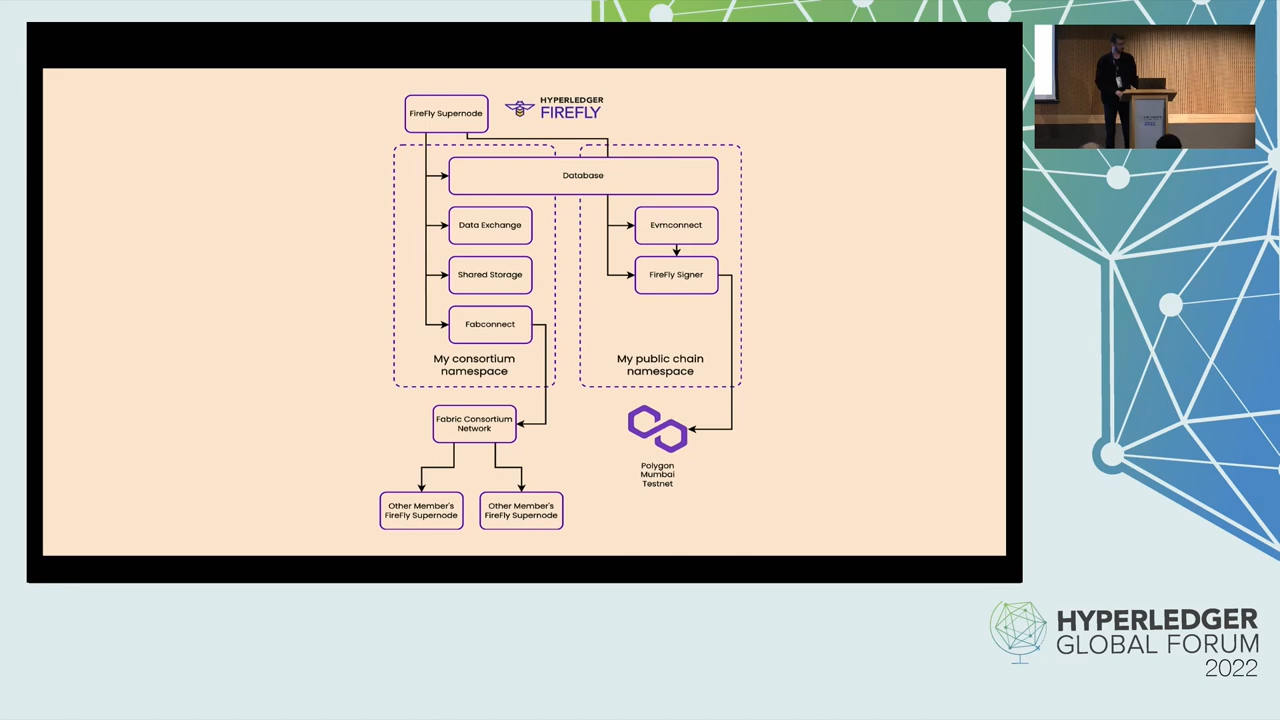 FireFly Supernode
HYPERLEDGER
FIREFLY
Database
Data Exchange
Evmconnect
Shared Storage
FireFly Signer
Fabconnect
My consortium
namespace
My public chain
namespace
Fabric Consortium
Network
Polygon
Mumbai
Testnet
Other Member's
FireFly Supernode
Other Member's
FireFly Supernode
HYPERLEDGER
GLOBAL FORUM
2022